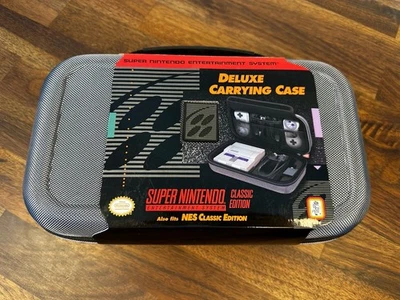 SUPER NINTENDO ENTERTAINMENT SYSTEM
DELUXE
CARRYING CASE
SUPER NINTENDO
ENTERTAINMENT SYSTEM
CLASSIC
EDITION
Also fits NES CLASSIC EDITION